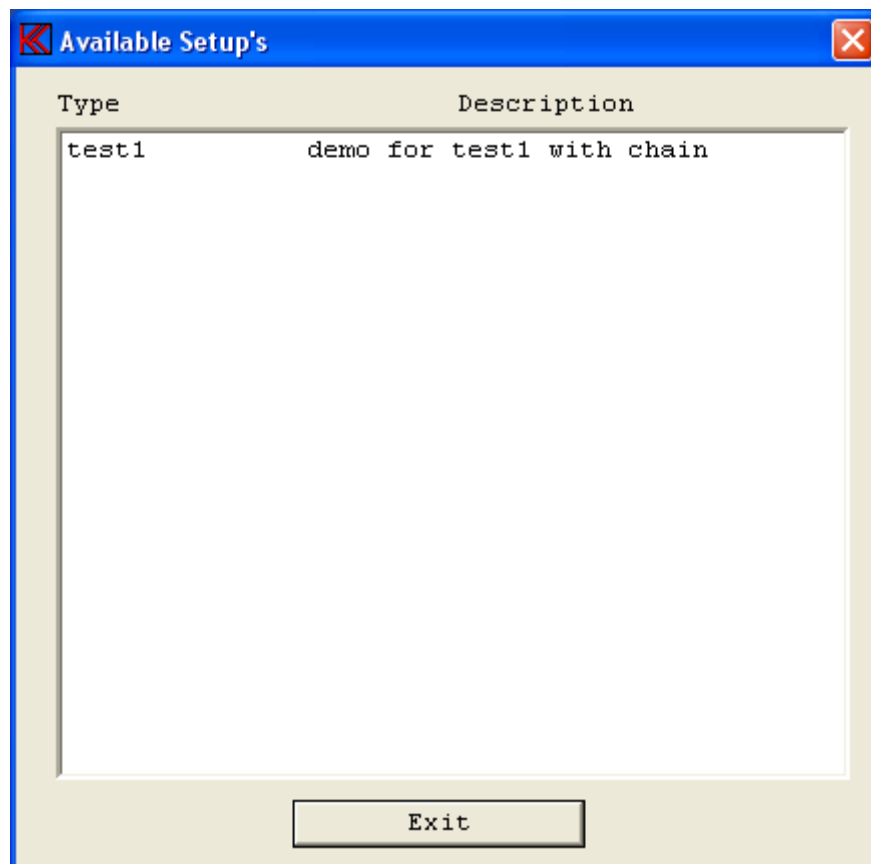 Available Setup's
Type Description
test1 demo for test1 with chain
Exit